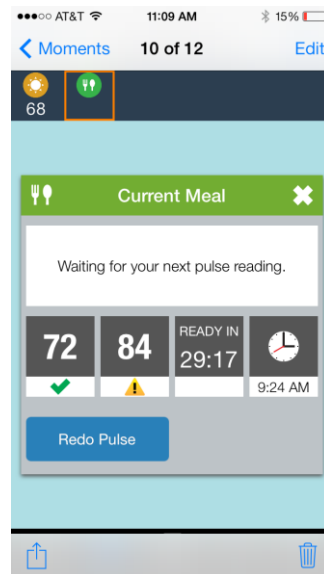 ●●●○○ AT&T 11:09 AM 15%
Moments 10 of 12 Edit
68
Current Meal
Waiting for your next pulse reading.
72 84 READY IN
29:17
9:24 AM
Redo Pulse